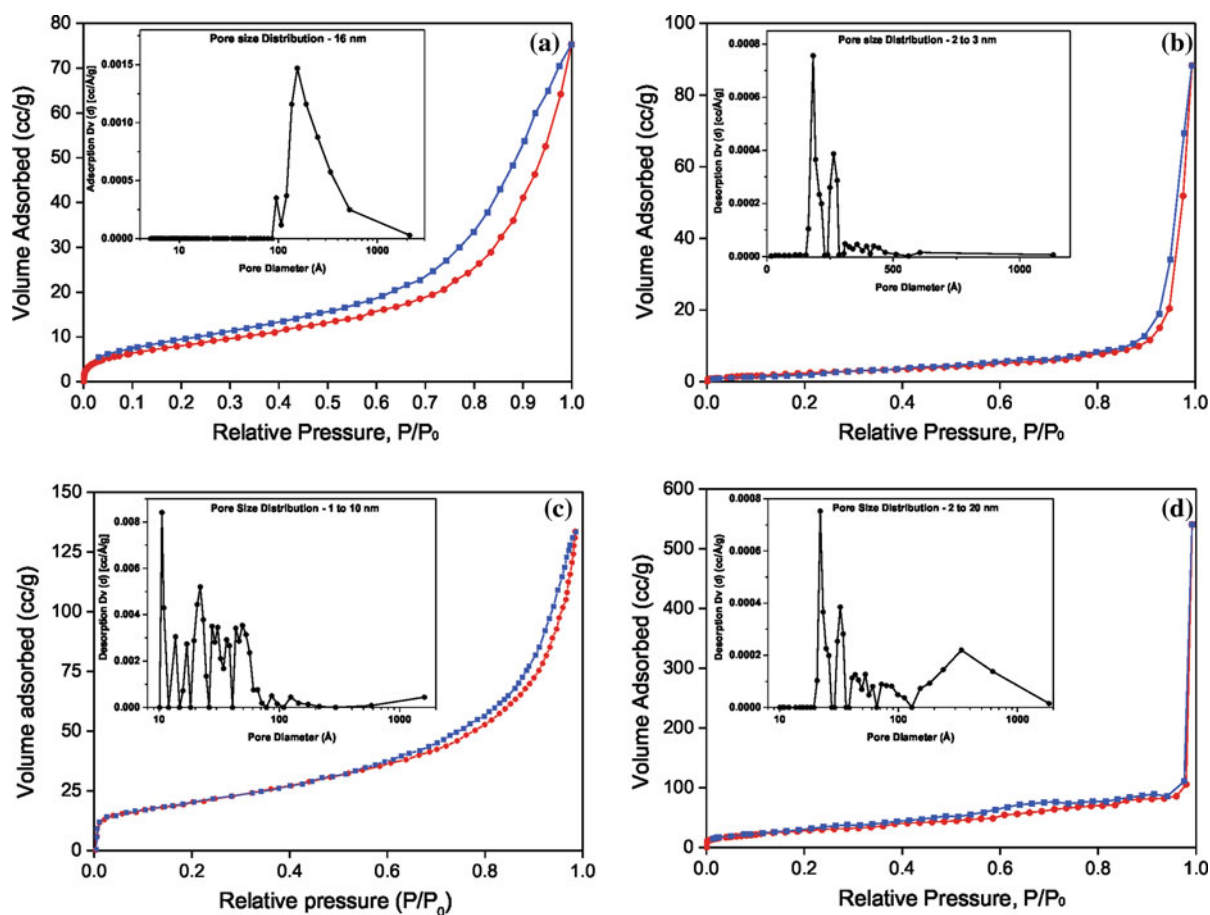 (a)
Pore size Distribution - 16 nm
Adsorption Dv (d) [cc/Å/g]
0.0015
0.0010
0.0005
0.0000
10 100 1000
Pore Diameter (Å)
Volume Adsorbed (cc/g)
80
70
60
50
40
30
20
10
0
0.0 0.1 0.2 0.3 0.4 0.5 0.6 0.7 0.8 0.9 1.0
Relative Pressure, P/P₀
(b)
Pore size Distribution - 2 to 3 nm
Desorption Dv (d) [cc/Å/g]
0.0008
0.0006
0.0004
0.0002
0.0000
0 500 1000
Pore Diameter (Å)
Volume Adsorbed (cc/g)
100
80
60
40
20
0
0.0 0.2 0.4 0.6 0.8 1.0
Relative Pressure, P/P₀
(c)
Pore Size Distribution - 1 to 10 nm
Desorption Dv (d) [cc/Å/g]
0.008
0.006
0.004
0.002
0.000
10 100 1000
Pore Diameter (Å)
Volume adsorbed (cc/g)
150
125
100
75
50
25
0
0.0 0.2 0.4 0.6 0.8 1.0
Relative pressure (P/P₀)
(d)
Pore Size Distribution - 2 to 20 nm
Desorption Dv (d) [cc/Å/g]
0.0008
0.0006
0.0004
0.0002
0.0000
10 100 1000
Pore Diameter (Å)
Volume Adsorbed (cc/g)
600
500
400
300
200
100
0
0.0 0.2 0.4 0.6 0.8 1.0
Relative Pressure, P/P₀